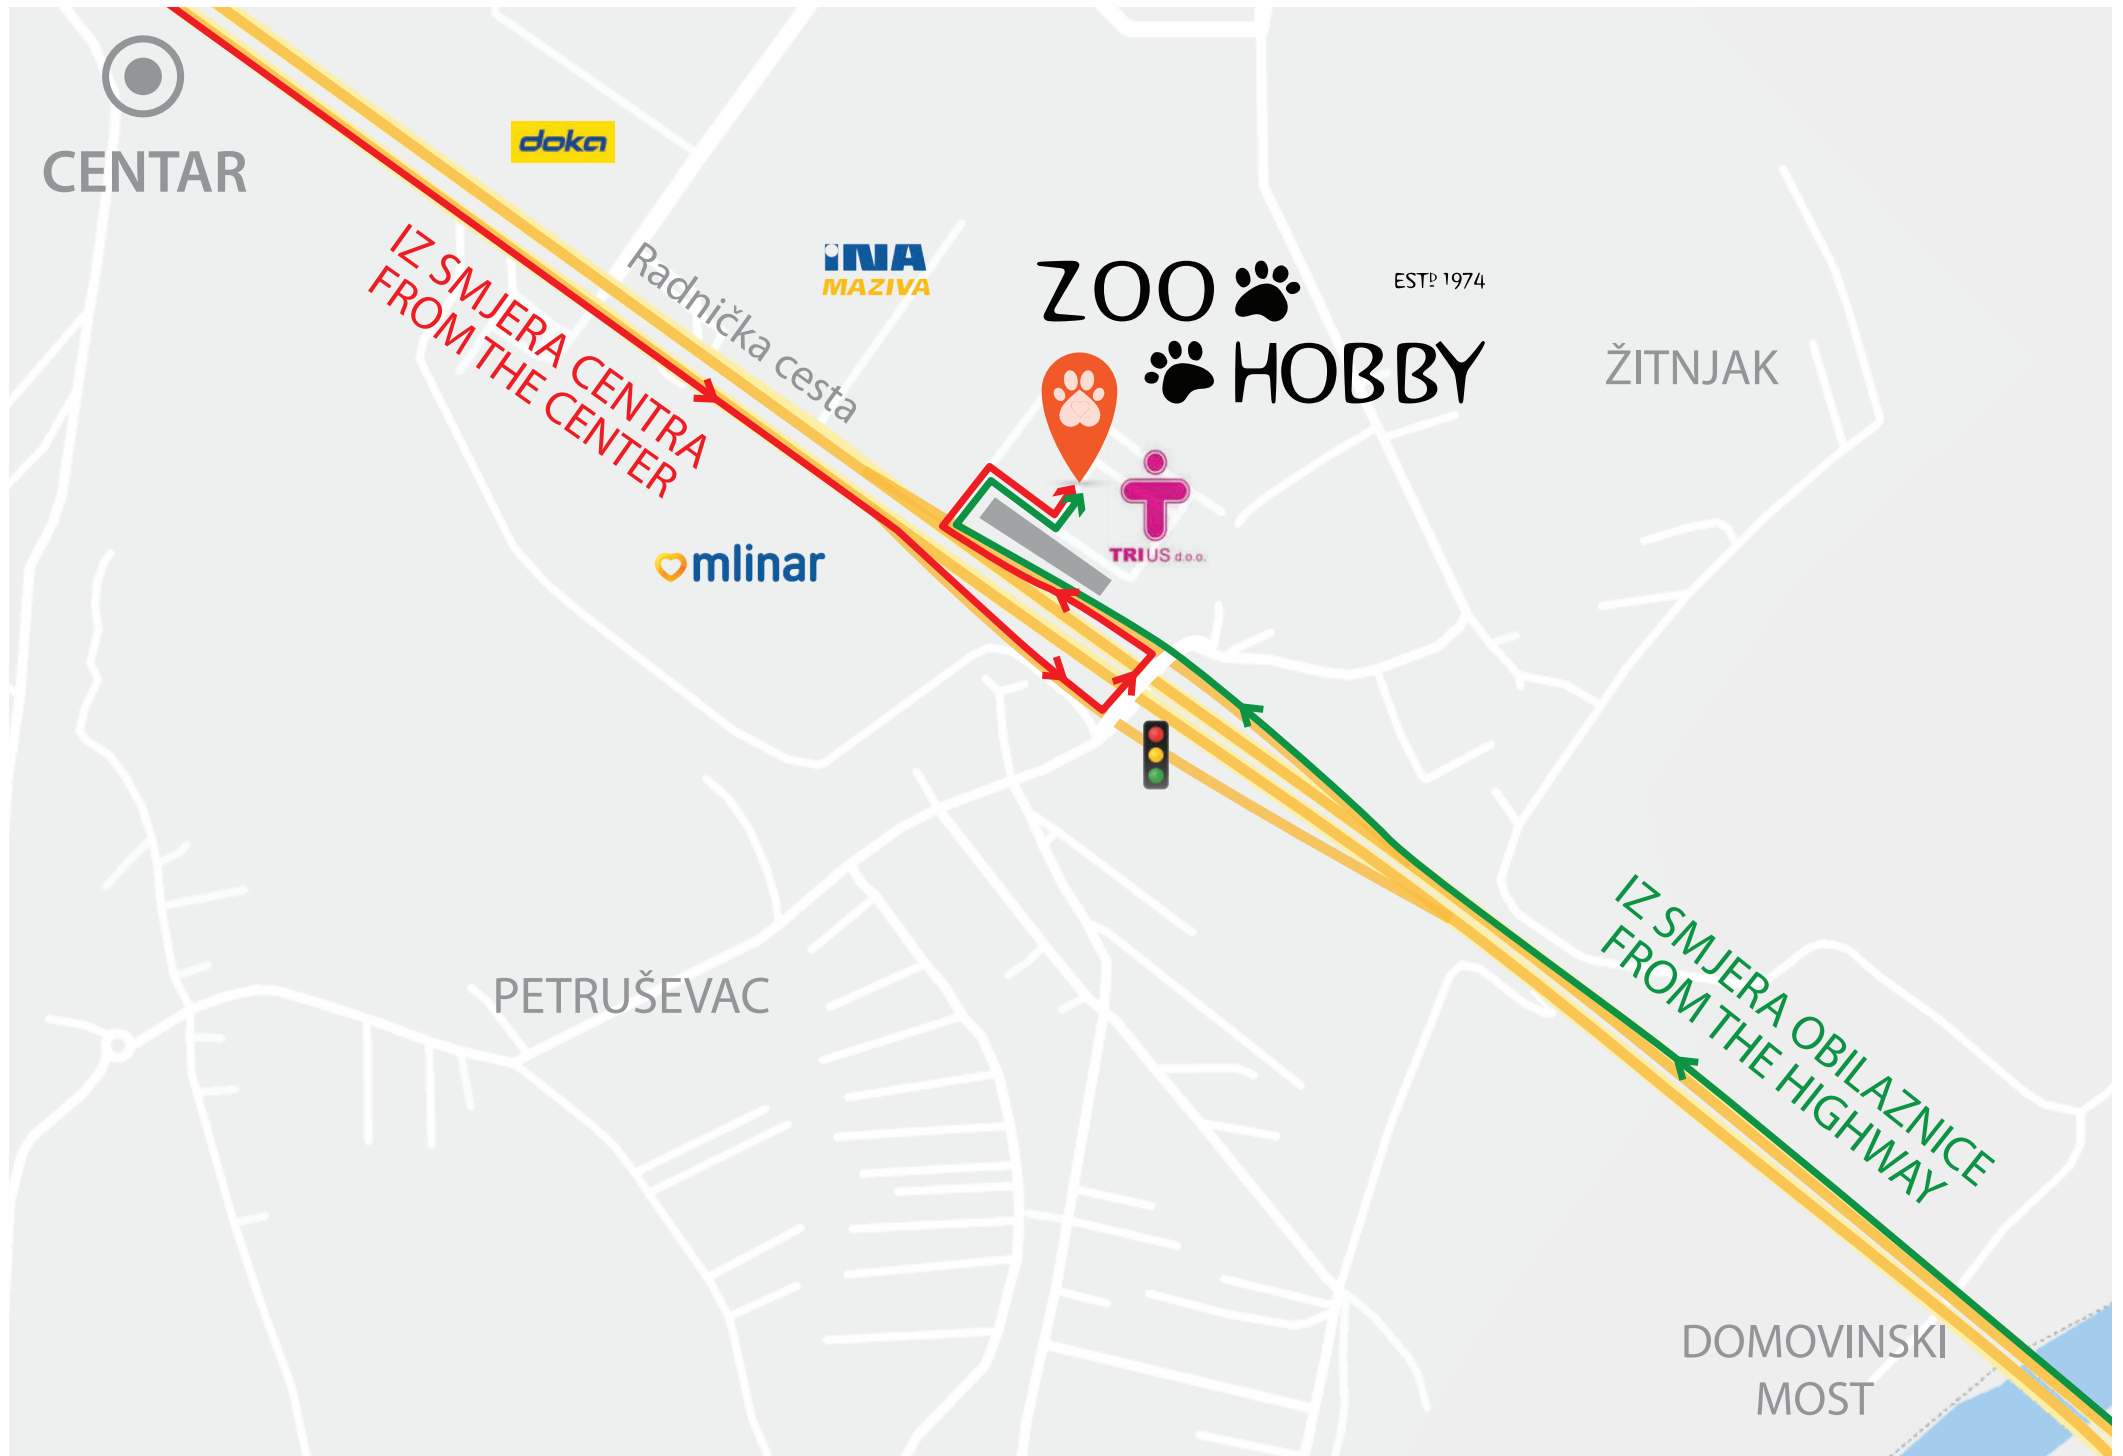 CENTAR
doka
IZ SMJERA CENTRA
FROM THE CENTER
Radnička cesta
INA
MAZIVA
ZOO
ESTD 1974
HOBBY
ŽITNJAK
TRIUS d.o.o.
mlinar
PETRUŠEVAC
IZ SMJERA OBILAZNICE
FROM THE HIGHWAY
DOMOVINSKI
MOST